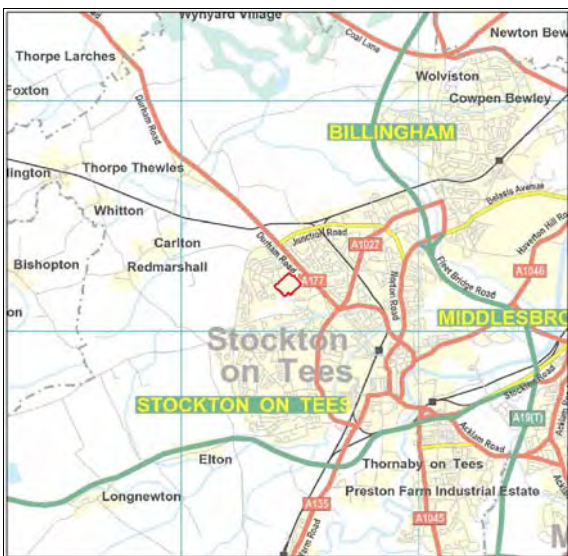 Wynyard Village
Coal Lane
Newton Bew
Thorpe Larches
Wolviston
Foxton
Cowpen Bewley
Durham Road
BILLINGHAM
Thorpe Thewles
Belasis Avenue
Whitton
Junction Road
A1027
Haverton Hill Ro
Carlton
Durham Road
Bishopton
Redmarshall
A177
Norton Road
Fleet Bridge Road
A1046
on
MIDDLESBRO
Stockton
on Tees
STOCKTON ON TEES
Stockton Road
A19(T)
Acklam Road
Elton
Thornaby on Tees
Longnewton
A135
Preston Farm Industrial Estate
A1045
M